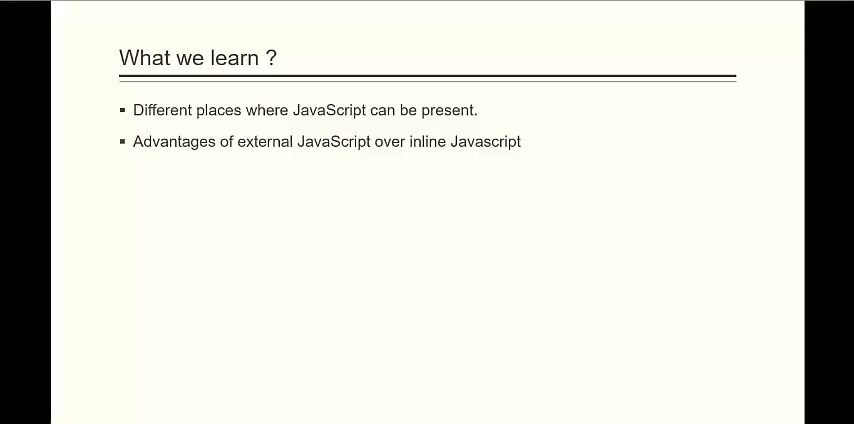 What we learn ?
Different places where JavaScript can be present.
Advantages of external JavaScript over inline Javascript